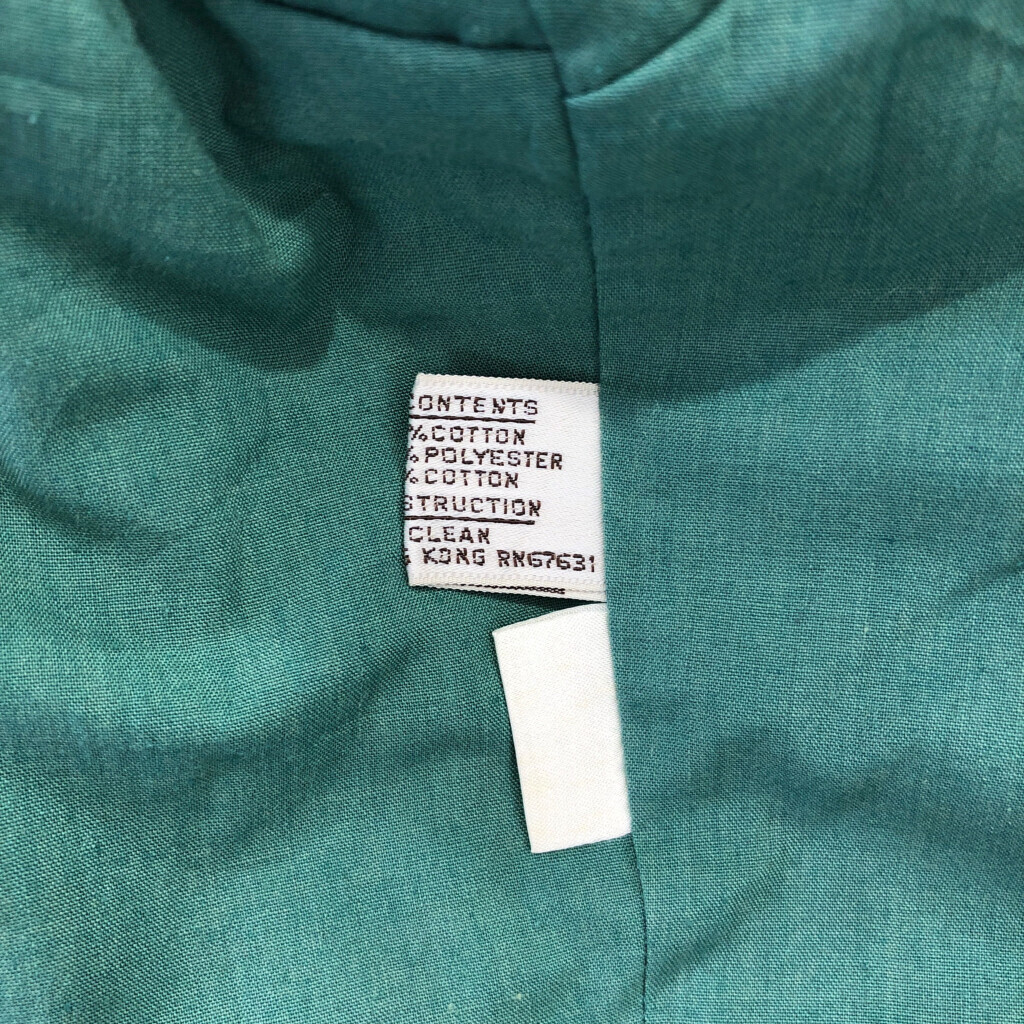 CONTENTS
%COTTON
% POLYESTER
% COTTON
STRUCTION
CLEAN
KONG RN67631